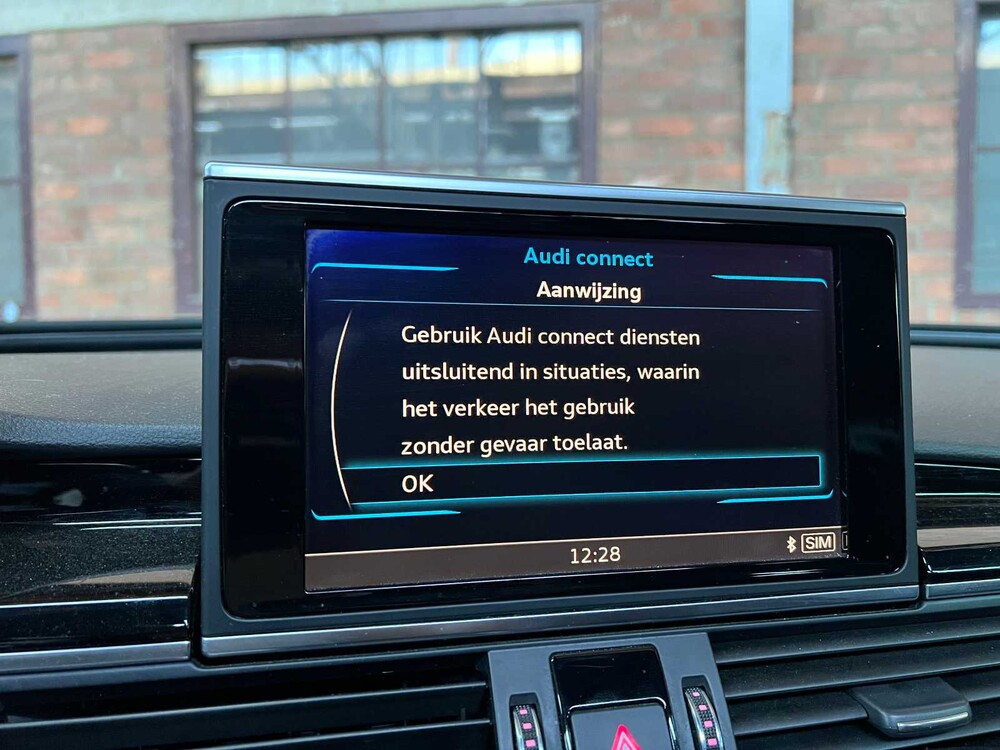 Audi connect
Aanwijzing
Gebruik Audi connect diensten
uitsluitend in situaties, waarin
het verkeer het gebruik
zonder gevaar toelaat.
OK
12:28
SIM